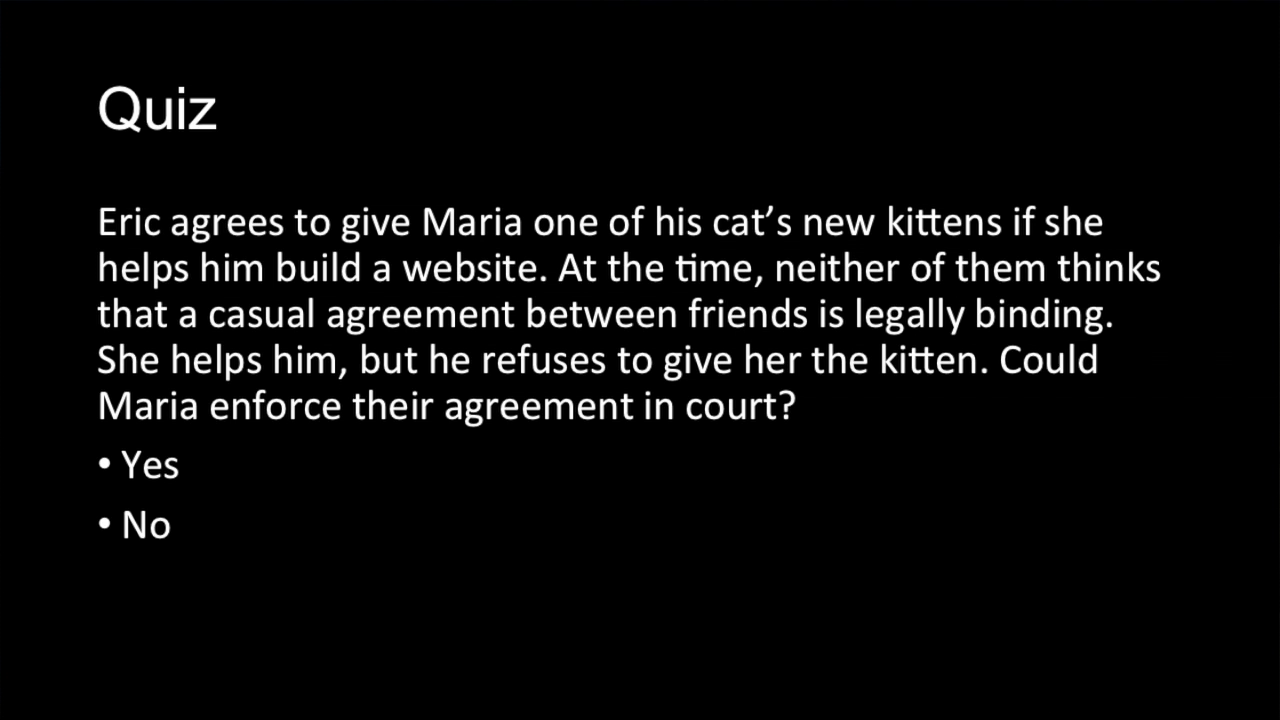 Quiz
Eric agrees to give Maria one of his cat’s new kittens if she
helps him build a website. At the time, neither of them thinks
that a casual agreement between friends is legally binding.
She helps him, but he refuses to give her the kitten. Could
Maria enforce their agreement in court?
• Yes
• No